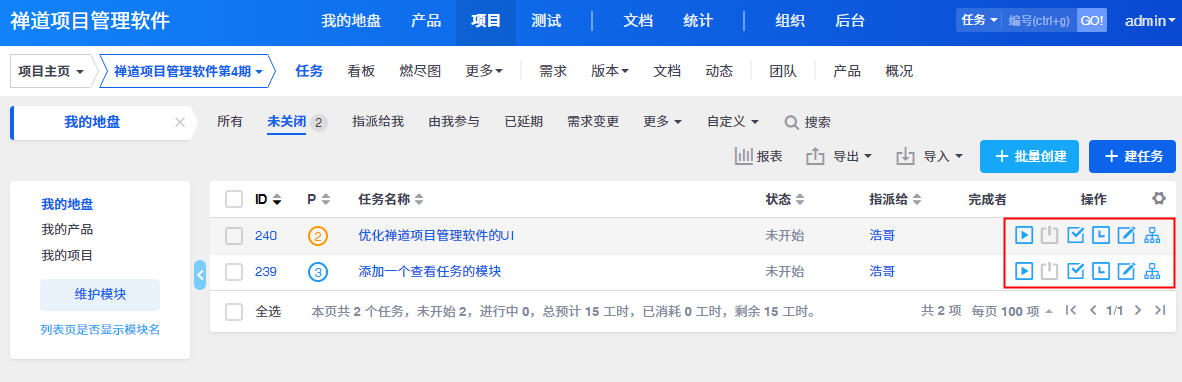 禅道项目管理软件 我的地盘 产品 项目 测试 文档 统计 组织 后台 任务 编号(ctrl+g) GO! admin
项目主页 禅道项目管理软件第4期 任务 看板 燃尽图 更多 需求 版本 文档 动态 团队 产品 概况
我的地盘 所有 未关闭 2 指派给我 由我参与 已延期 需求变更 更多 自定义 搜索
报表 导出 导入 批量创建 建任务
我的地盘
我的产品
我的项目
维护模块
列表页是否显示模块名
ID P 任务名称 状态 指派给 完成者 操作
240 2 优化禅道项目管理软件的UI 未开始 浩哥
239 3 添加一个查看任务的模块 未开始 浩哥
全选 本页共 2 个任务，未开始 2，进行中 0，总预计 15 工时，已消耗 0 工时，剩余 15 工时。 共 2 项 每页 100 项 1/1